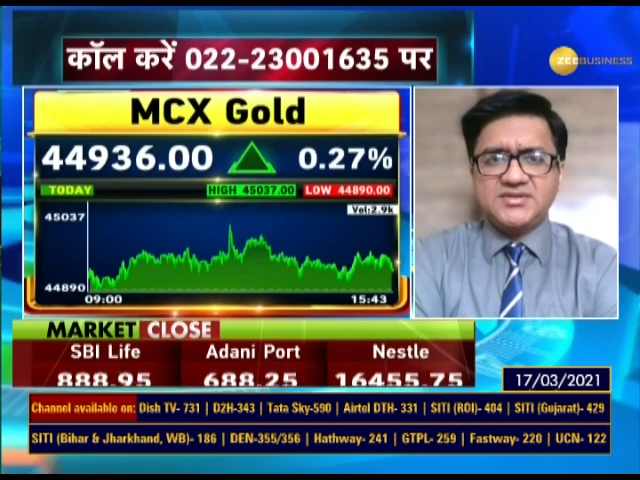 कॉल करें 022-23001635 पर
ZEE BUSINESS
MCX Gold
44936.00 0.27%
TODAY HIGH 45037.00 LOW 44890.00
Vol:2.9k
45037
44890
09:00 15:43
MARKET CLOSE
SBI Life Adani Port Nestle
888.95 688.25 16455.75
17/03/2021
Channel available on: Dish TV- 731 | D2H-343 | Tata Sky-590 | Airtel DTH- 331 | SITI (ROI)- 404 | SITI (Gujarat)- 429
SITI (Bihar & Jharkhand, WB)- 186 | DEN-355/356 | Hathway- 241 | GTPL- 259 | Fastway- 220 | UCN- 122